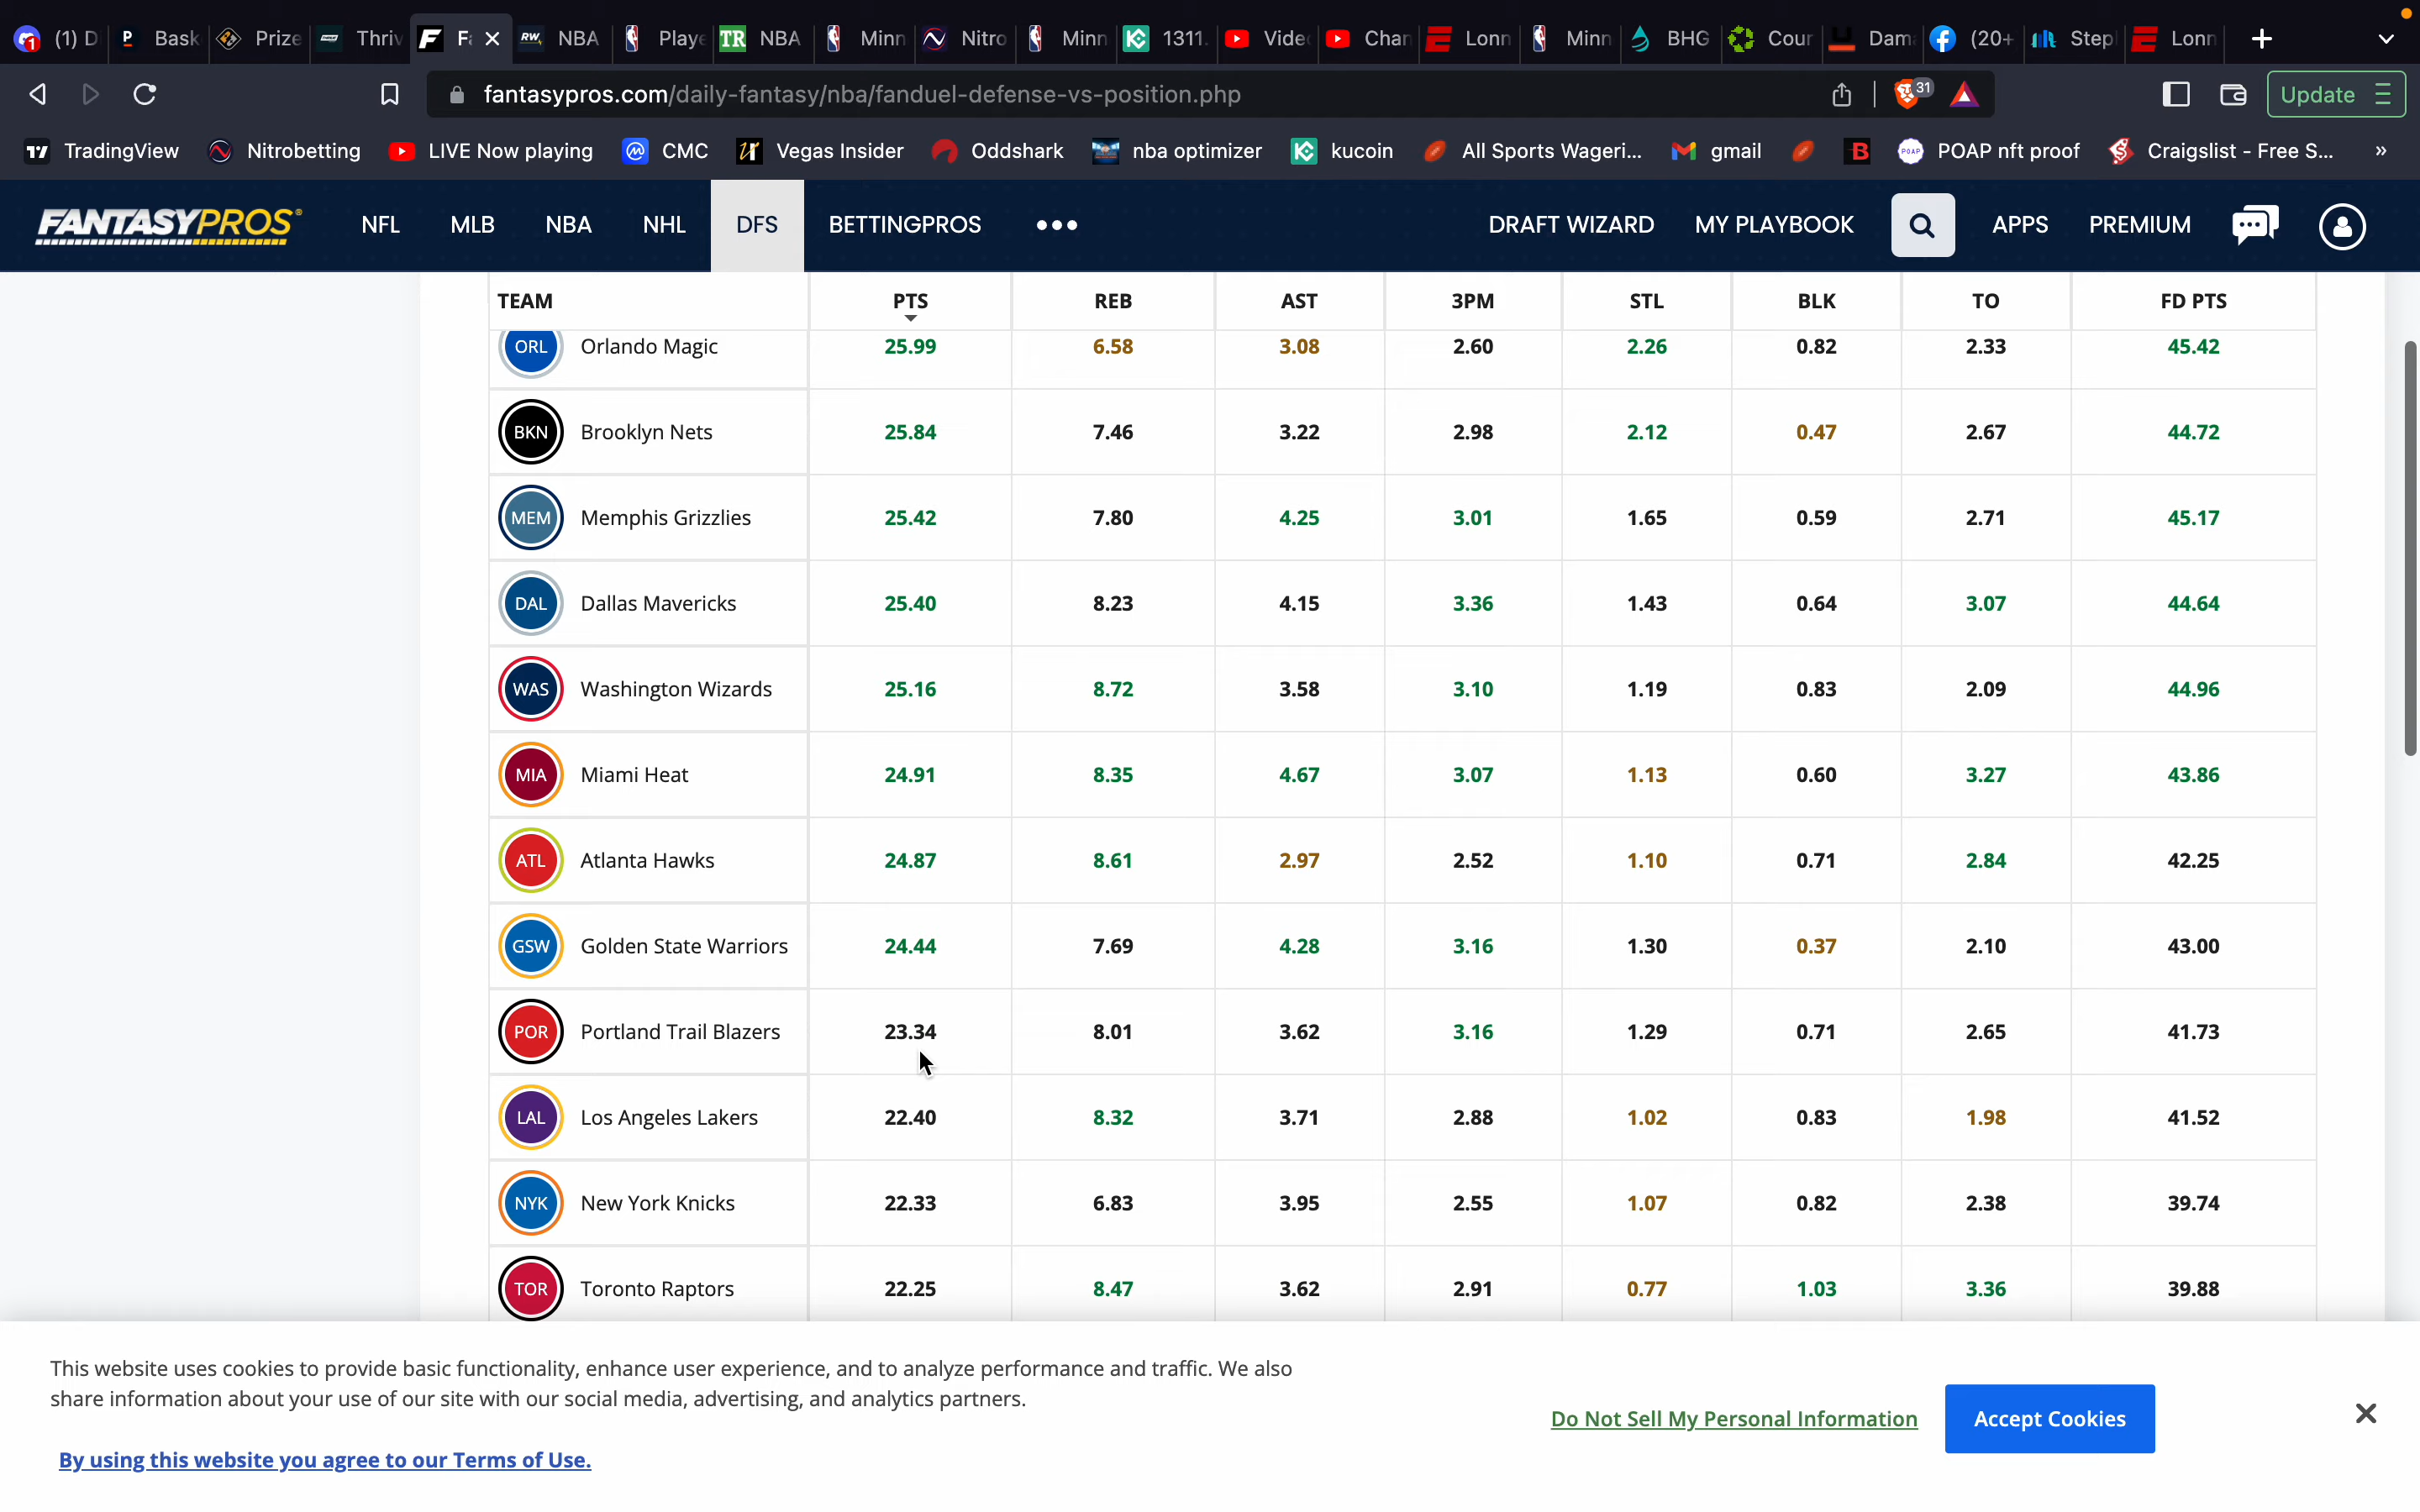 (1) D Bask Prize Thriv Fa NBA Playe TR NBA Minn Nitro Minn 1311. Vide Chan Lonn Minn BHG Cour Dam (20+ Step Lonn
fantasypros.com/daily-fantasy/nba/fanduel-defense-vs-position.php 31 Update
TradingView Nitrobetting LIVE Now playing CMC Vegas Insider Oddshark nba optimizer kucoin All Sports Wageri... gmail B POAP nft proof Craigslist - Free S... »
FANTASYPROS NFL MLB NBA NHL DFS BETTINGPROS ••• DRAFT WIZARD MY PLAYBOOK APPS PREMIUM
TEAM PTS REB AST 3PM STL BLK TO FD PTS
ORL Orlando Magic 25.99 6.58 3.08 2.60 2.26 0.82 2.33 45.42
BKN Brooklyn Nets 25.84 7.46 3.22 2.98 2.12 0.47 2.67 44.72
MEM Memphis Grizzlies 25.42 7.80 4.25 3.01 1.65 0.59 2.71 45.17
DAL Dallas Mavericks 25.40 8.23 4.15 3.36 1.43 0.64 3.07 44.64
WAS Washington Wizards 25.16 8.72 3.58 3.10 1.19 0.83 2.09 44.96
MIA Miami Heat 24.91 8.35 4.67 3.07 1.13 0.60 3.27 43.86
ATL Atlanta Hawks 24.87 8.61 2.97 2.52 1.10 0.71 2.84 42.25
GSW Golden State Warriors 24.44 7.69 4.28 3.16 1.30 0.37 2.10 43.00
POR Portland Trail Blazers 23.34 8.01 3.62 3.16 1.29 0.71 2.65 41.73
LAL Los Angeles Lakers 22.40 8.32 3.71 2.88 1.02 0.83 1.98 41.52
NYK New York Knicks 22.33 6.83 3.95 2.55 1.07 0.82 2.38 39.74
TOR Toronto Raptors 22.25 8.47 3.62 2.91 0.77 1.03 3.36 39.88
This website uses cookies to provide basic functionality, enhance user experience, and to analyze performance and traffic. We also
share information about your use of our site with our social media, advertising, and analytics partners.
Do Not Sell My Personal Information Accept Cookies
By using this website you agree to our Terms of Use.